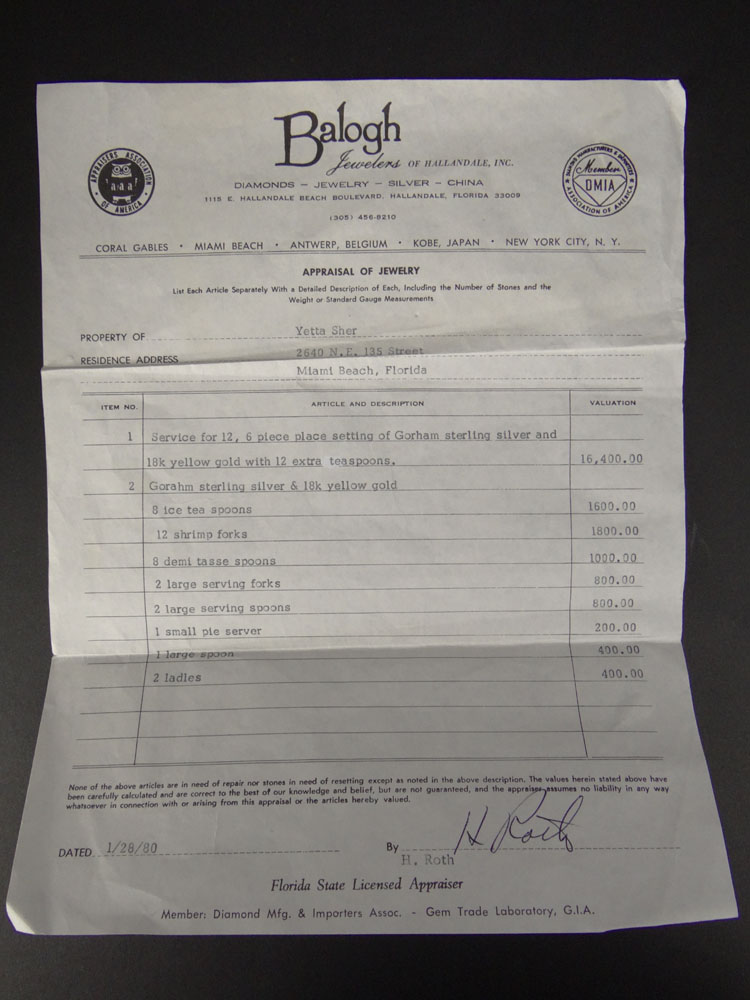 Balogh
Jewelers OF HALLANDALE, INC.
DIAMONDS – JEWELRY – SILVER – CHINA
1115 E. HALLANDALE BEACH BOULEVARD, HALLANDALE, FLORIDA 33009
(305) 456-8210
APPRAISERS ASSOCIATION OF AMERICA
aaa
Member
DMIA
ASSOCIATION OF AMERICA
CORAL GABLES • MIAMI BEACH • ANTWERP, BELGIUM • KOBE, JAPAN • NEW YORK CITY, N. Y.
APPRAISAL OF JEWELRY
List Each Article Separately With a Detailed Description of Each, Including the Number of Stones and the
Weight or Standard Gauge Measurements
PROPERTY OF Yetta Sher
RESIDENCE ADDRESS 2640 N.E. 135 Street
Miami Beach, Florida
ITEM NO. ARTICLE AND DESCRIPTION VALUATION
1 Service for 12, 6 piece place setting of Gorham sterling silver and
18k yellow gold with 12 extra teaspoons. 16,400.00
2 Gorahm sterling silver & 18k yellow gold
8 ice tea spoons 1600.00
12 shrimp forks 1800.00
8 demi tasse spoons 1000.00
2 large serving forks 800.00
2 large serving spoons 800.00
1 small pie server 200.00
1 large spoon 400.00
2 ladles 400.00
None of the above articles are in need of repair nor stones in need of resetting except as noted in the above description. The values herein stated above have
been carefully calculated and are correct to the best of our knowledge and belief, but are not guaranteed, and the appraiser assumes no liability in any way
whatsoever in connection with or arising from this appraisal or the articles hereby valued.
DATED 1/28/80 By H Roth
H. Roth
Florida State Licensed Appraiser
Member: Diamond Mfg. & Importers Assoc. - Gem Trade Laboratory, G.I.A.